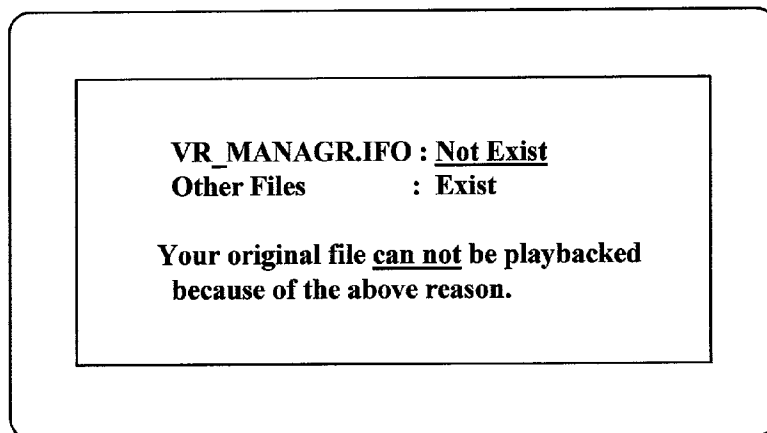 VR_MANAGR.IFO : Not Exist
Other Files : Exist
Your original file can not be playbacked
because of the above reason.